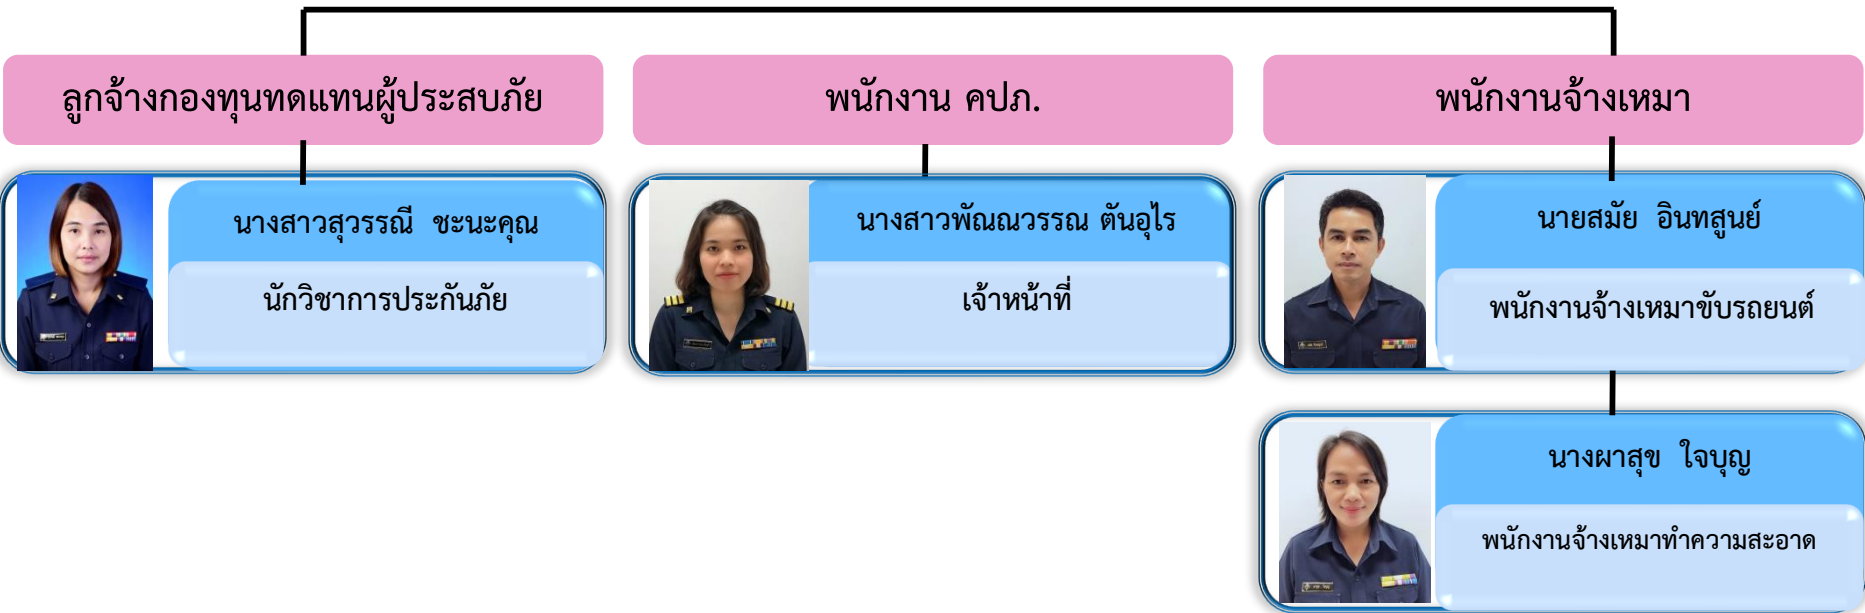 ลูกจ้างกองทุนทดแทนผู้ประสบภัย
พนักงาน คปภ.
พนักงานจ้างเหมา
นางสาวสุวรรณี ชะนะคุณ
นักวิชาการประกันภัย
นางสาวพัณณวรรณ ตันอุไร
เจ้าหน้าที่
นายสมัย อินทสูนย์
พนักงานจ้างเหมาขับรถยนต์
นางผาสุข ใจบุญ
พนักงานจ้างเหมาทำความสะอาด